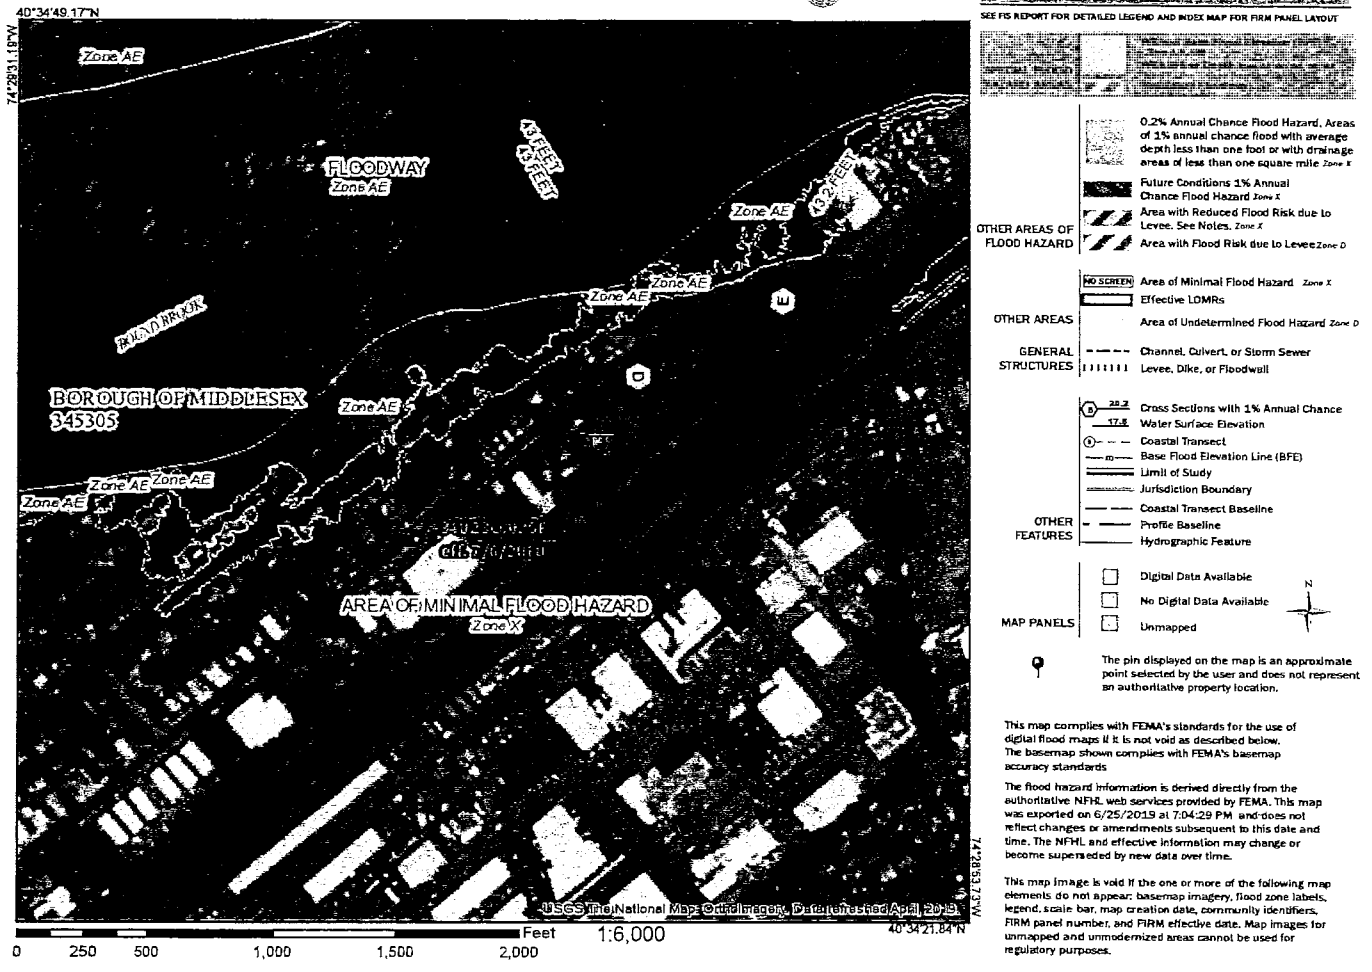 40°34'49.17"N
74°28'31.19"W
Zone AE
FLOODWAY
Zone AE
43 FEET
43 FEET
43.2 FEET
Zone AE
Zone AE
Zone AE
BOUND BROOK
BOROUGH OF MIDDLESEX
345305
Zone AE
Zone AE
Zone AE
Zone AE
E
D
AREA OF MINIMAL FLOOD HAZARD
Zone X
USGS The National Map: Orthoimagery. Data refreshed April, 2019.
Feet
1:6,000
0 250 500 1,000 1,500 2,000
40°34'21.84"N
74°28'53.73"W
SEE FIS REPORT FOR DETAILED LEGEND AND INDEX MAP FOR FIRM PANEL LAYOUT
0.2% Annual Chance Flood Hazard, Areas
of 1% annual chance flood with average
depth less than one foot or with drainage
areas of less than one square mile Zone X
Future Conditions 1% Annual
Chance Flood Hazard Zone X
Area with Reduced Flood Risk due to
Levee. See Notes. Zone X
Area with Flood Risk due to Levee Zone D
OTHER AREAS OF
FLOOD HAZARD
NO SCREEN Area of Minimal Flood Hazard Zone X
Effective LOMRs
OTHER AREAS
Area of Undetermined Flood Hazard Zone D
GENERAL
STRUCTURES
Channel, Culvert, or Storm Sewer
Levee, Dike, or Floodwall
B 20.2 Cross Sections with 1% Annual Chance
17.5 Water Surface Elevation
8 Coastal Transect
Base Flood Elevation Line (BFE)
Limit of Study
Jurisdiction Boundary
Coastal Transect Baseline
OTHER
FEATURES
Profile Baseline
Hydrographic Feature
Digital Data Available
No Digital Data Available
Unmapped
MAP PANELS
N
The pin displayed on the map is an approximate
point selected by the user and does not represent
an authoritative property location.
This map complies with FEMA's standards for the use of
digital flood maps if it is not void as described below.
The basemap shown complies with FEMA's basemap
accuracy standards
The flood hazard information is derived directly from the
authoritative NFHL web services provided by FEMA. This map
was exported on 6/25/2019 at 7:04:29 PM and does not
reflect changes or amendments subsequent to this date and
time. The NFHL and effective information may change or
become superseded by new data over time.
This map image is void if the one or more of the following map
elements do not appear: basemap imagery, flood zone labels,
legend, scale bar, map creation date, community identifiers,
FIRM panel number, and FIRM effective date. Map images for
unmapped and unmodernized areas cannot be used for
regulatory purposes.